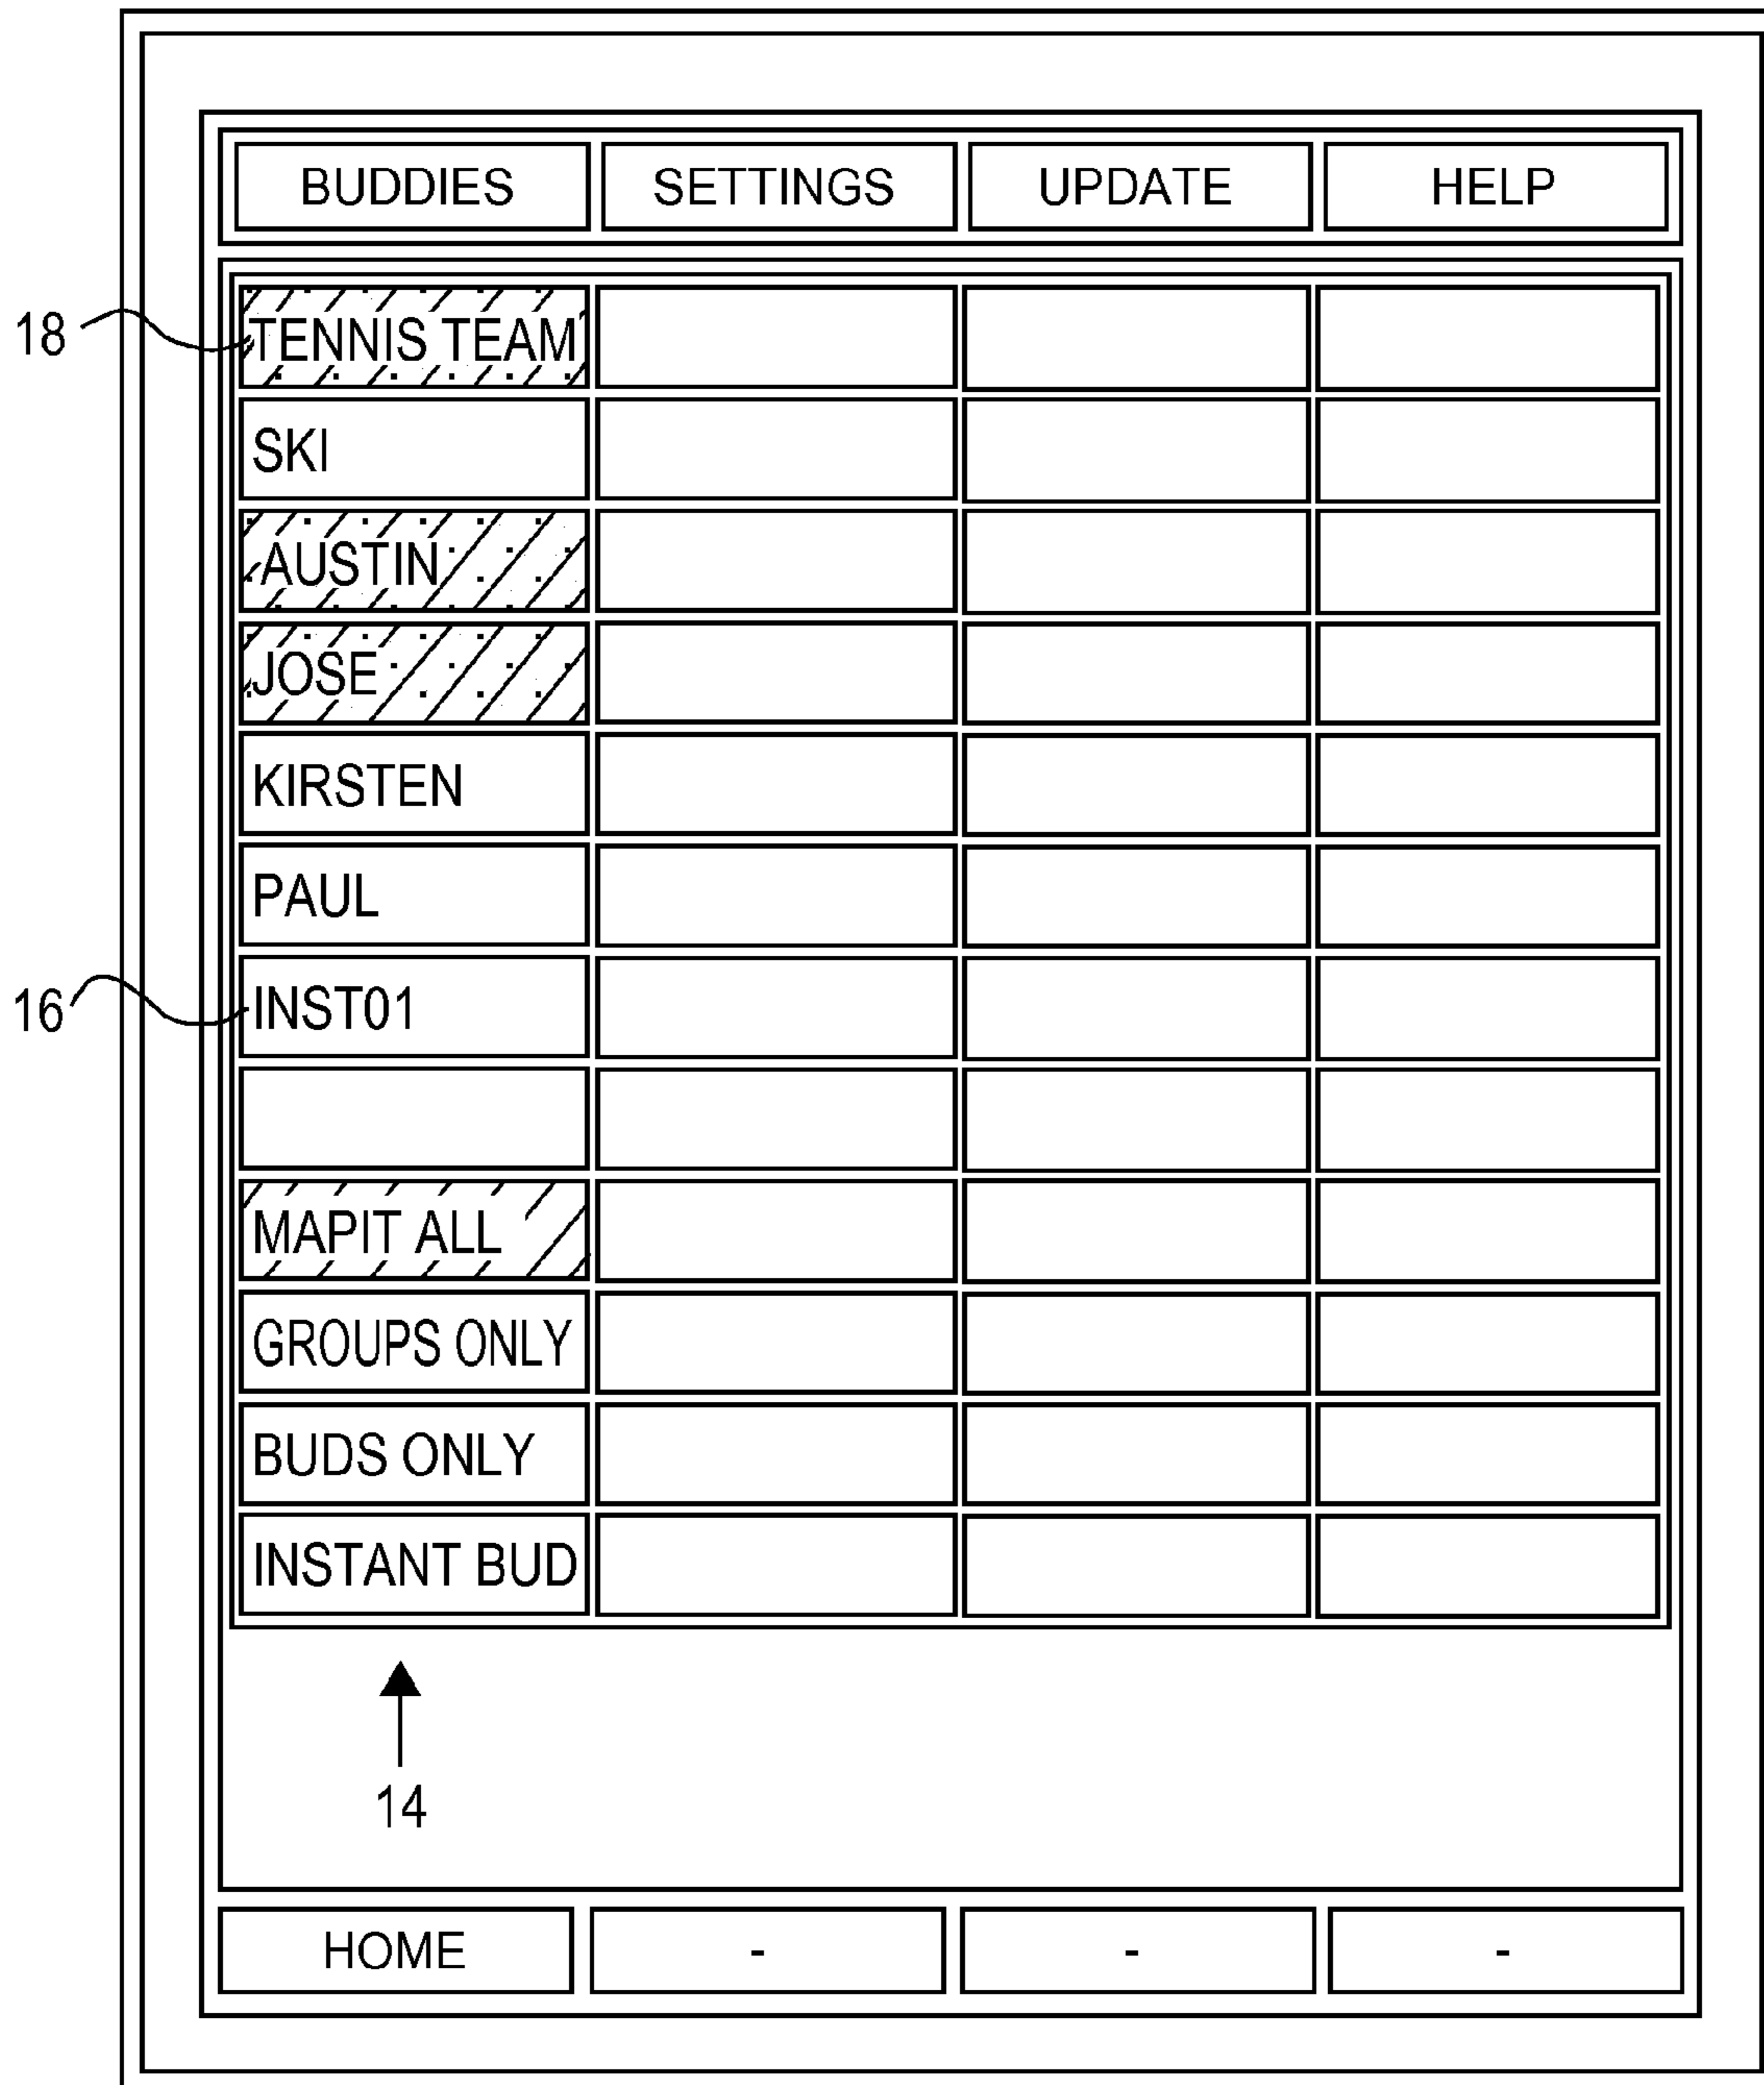 BUDDIES SETTINGS UPDATE HELP
18 TENNIS TEAM
SKI
AUSTIN
JOSE
KIRSTEN
PAUL
16 INST01
MAPIT ALL
GROUPS ONLY
BUDS ONLY
INSTANT BUD
14
HOME - - -